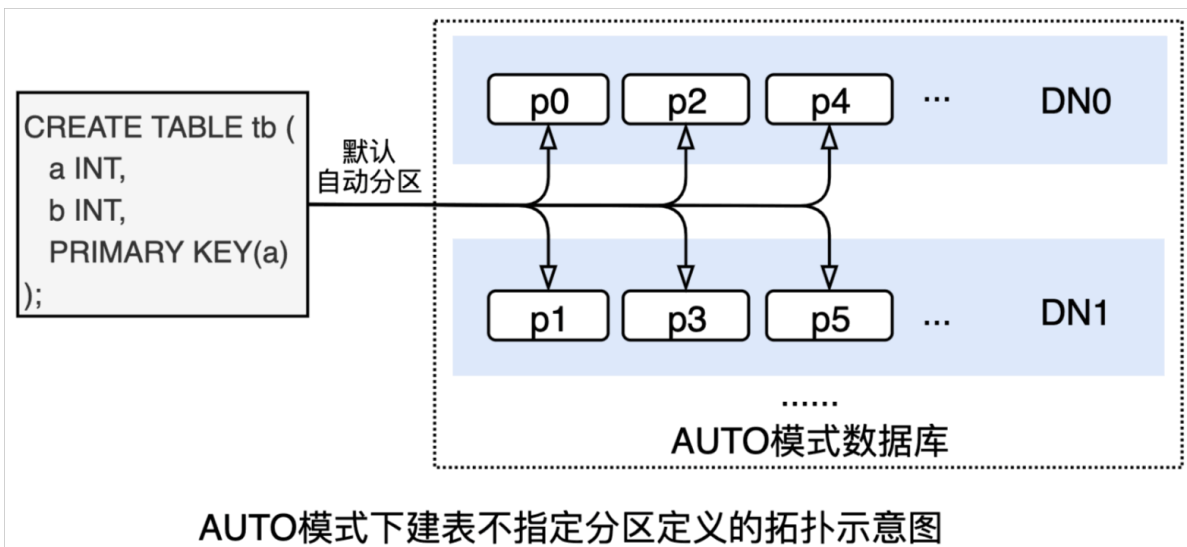 CREATE TABLE tb (
a INT,
b INT,
PRIMARY KEY(a)
);
默认
自动分区
p0 p2 p4 ... DN0
p1 p3 p5 ... DN1
......
AUTO模式数据库
AUTO模式下建表不指定分区定义的拓扑示意图